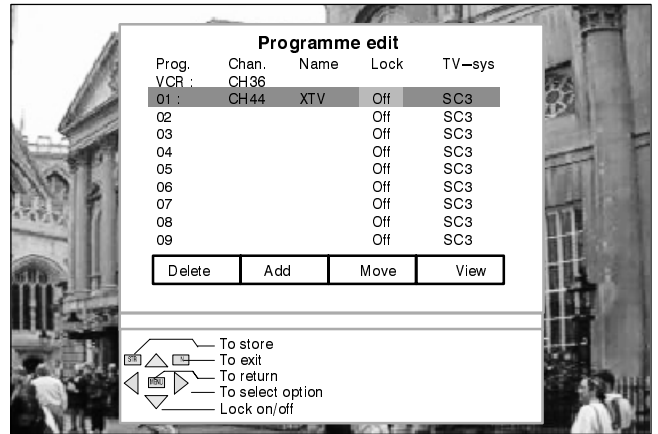 Programme edit
Prog. Chan. Name Lock TV-sys
VCR : CH36
01 : CH44 XTV Off SC3
02 Off SC3
03 Off SC3
04 Off SC3
05 Off SC3
06 Off SC3
07 Off SC3
08 Off SC3
09 Off SC3
Delete Add Move View
To store
STR N To exit
MENU To return
To select option
Lock on/off